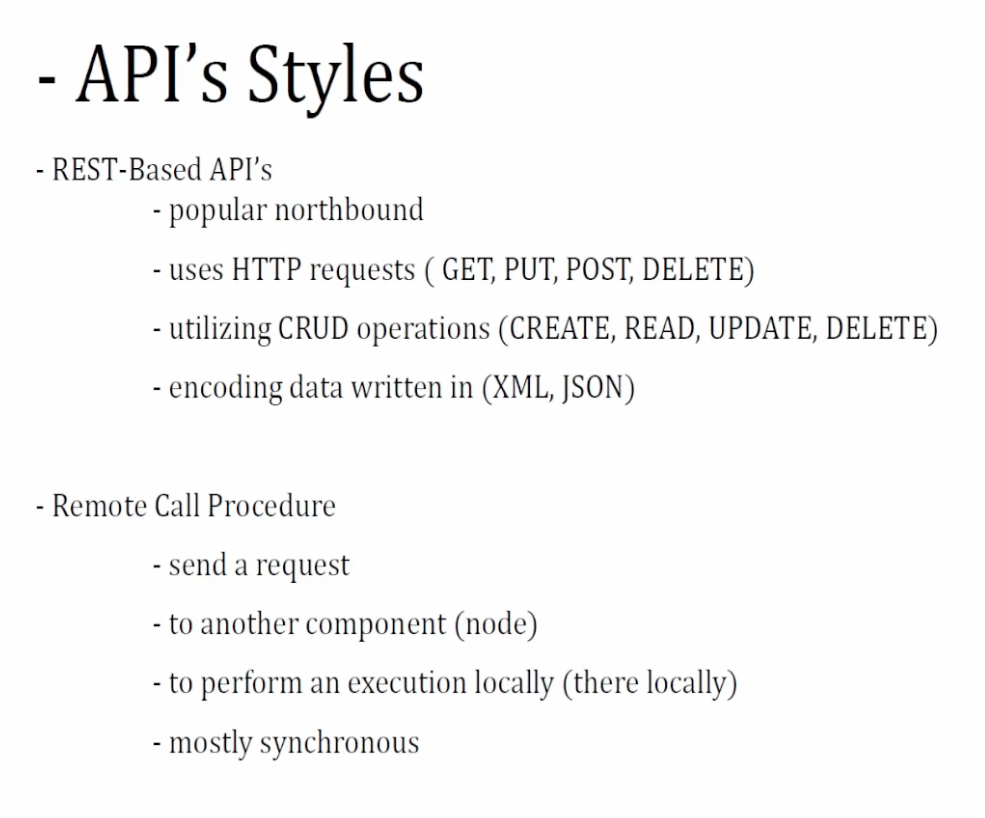 - API’s Styles
- REST-Based API’s
- popular northbound
- uses HTTP requests ( GET, PUT, POST, DELETE)
- utilizing CRUD operations (CREATE, READ, UPDATE, DELETE)
- encoding data written in (XML, JSON)
- Remote Call Procedure
- send a request
- to another component (node)
- to perform an execution locally (there locally)
- mostly synchronous